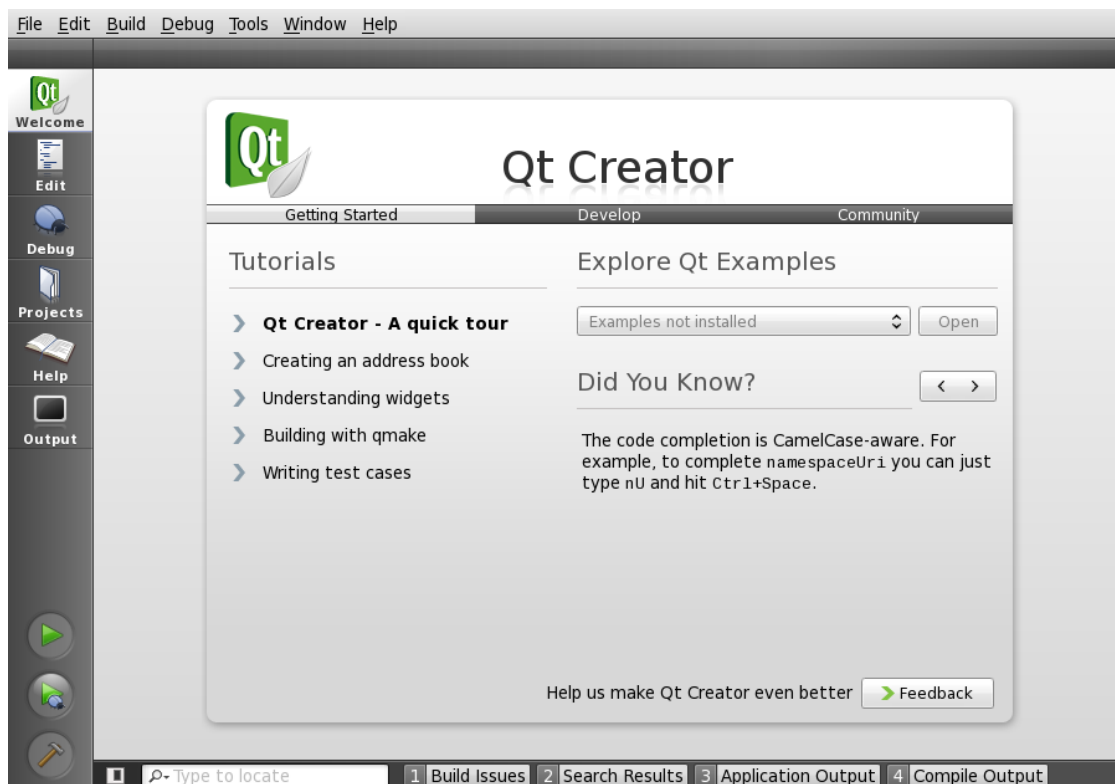 File Edit Build Debug Tools Window Help
Qt
Welcome
Edit
Debug
Projects
Help
Output
Qt
Qt Creator
Getting Started Develop Community
Tutorials
Qt Creator - A quick tour
Creating an address book
Understanding widgets
Building with qmake
Writing test cases
Explore Qt Examples
Examples not installed Open
Did You Know?
The code completion is CamelCase-aware. For
example, to complete namespaceUri you can just
type nU and hit Ctrl+Space.
Help us make Qt Creator even better Feedback
Type to locate 1 Build Issues 2 Search Results 3 Application Output 4 Compile Output